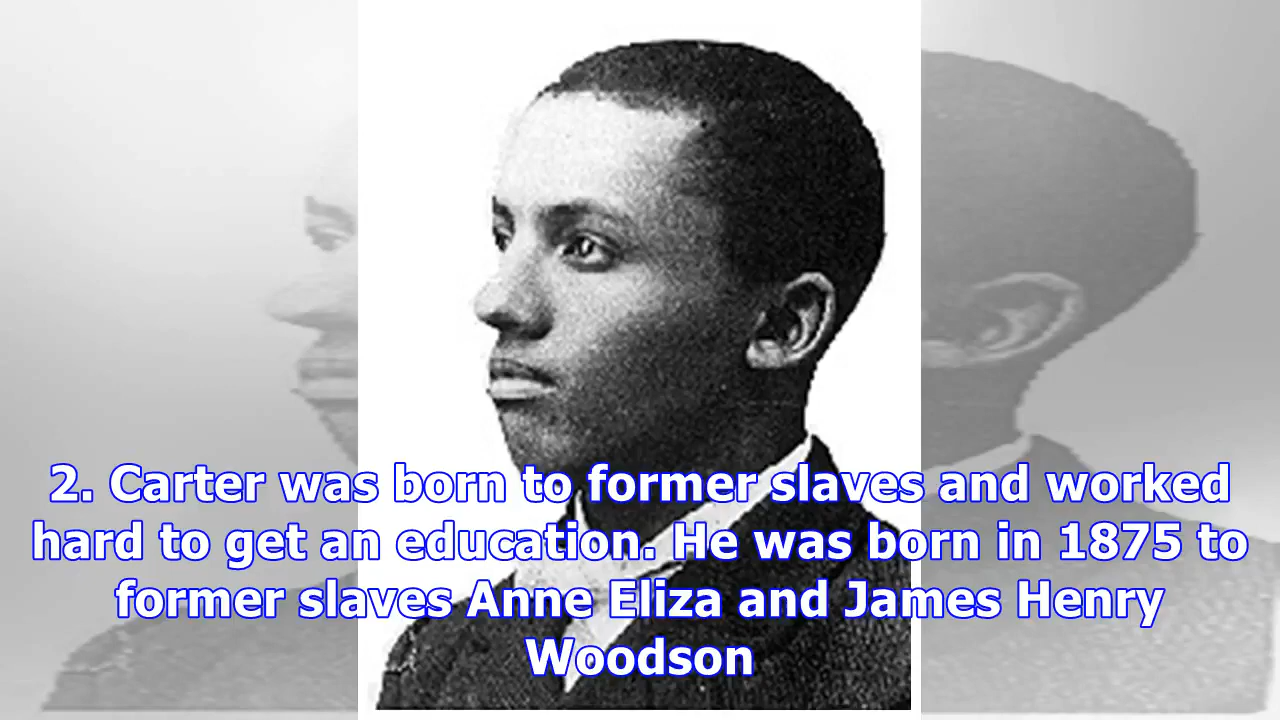 2. Carter was born to former slaves and worked
hard to get an education. He was born in 1875 to
former slaves Anne Eliza and James Henry
Woodson